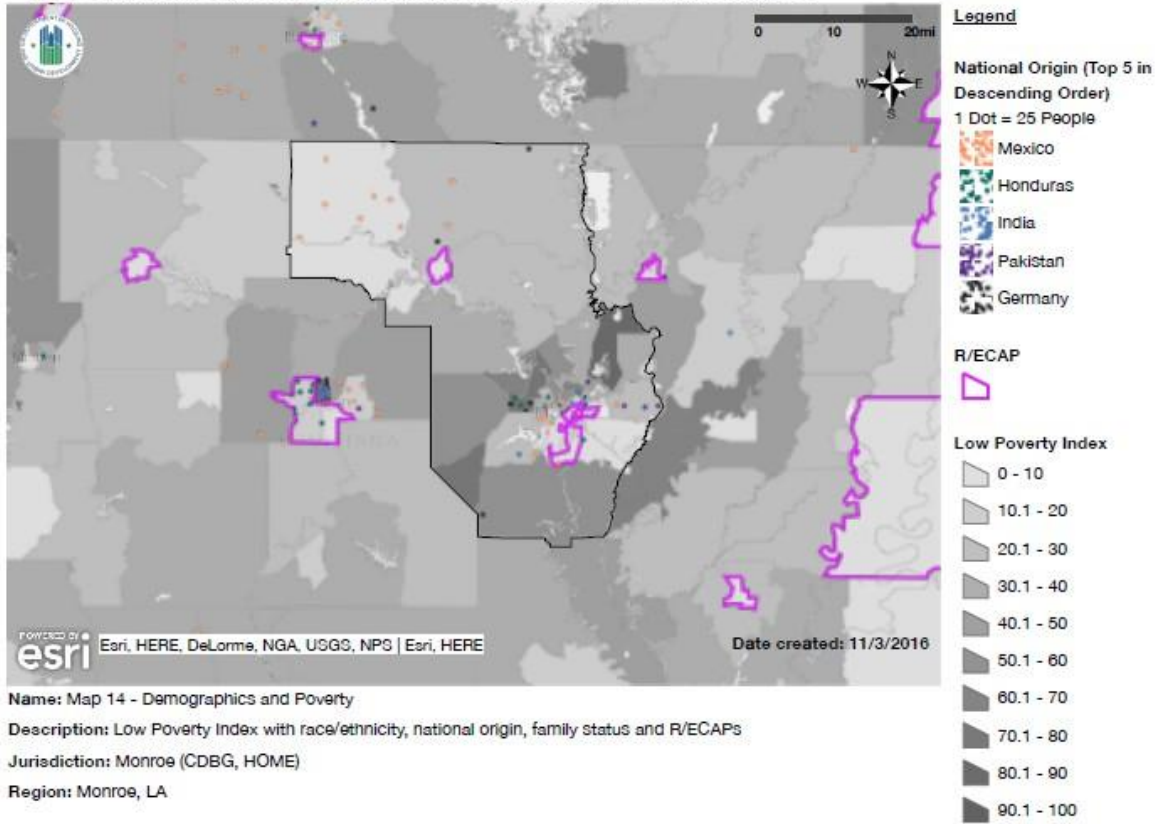 0
20mi
N
W
E
S
POWERED BY
esri
Esri, HERE, DeLorme, NGA, USGS, NPS | Esri, HERE
Date created: 11/3/2016
Name: Map 14 - Demographics and Poverty
Description: Low Poverty Index with race/ethnicity, national origin, family status and R/ECAPs
Jurisdiction: Monroe (CDBG, HOME)
Region: Monroe, LA
Legend
National Origin (Top 5 in
Descending Order)
1 Dot = 25 People
Mexico
Honduras
India
Pakistan
Germany
R/ECAP
Low Poverty Index
0 - 10
10.1 - 20
20.1 - 30
30.1 - 40
40.1 - 50
50.1 - 60
60.1 - 70
70.1 - 80
80.1 - 90
90.1 - 100